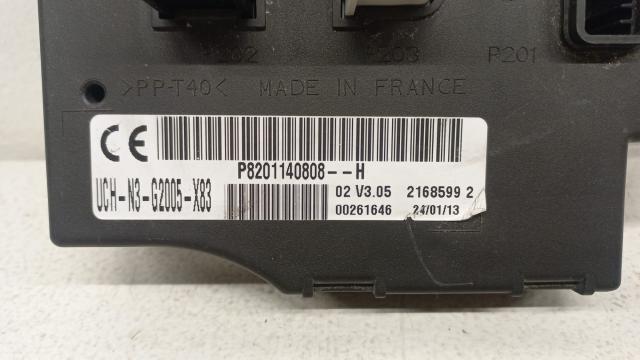 P202 P203 P201
>PP-T40< MADE IN FRANCE
CE
P8201140808--H
UCH-N3-G2005-X83
02 V3.05 2168599 2
00261646 24/01/13